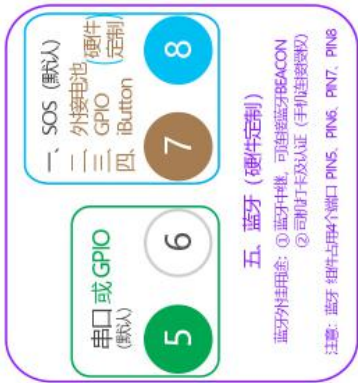 串口 或 GPIO
(默认)
5
6
一、SOS (默认)
二、外接电池 (硬件
三、GPIO 定制)
四、iButton
7
8
五、蓝牙 (硬件定制)
蓝牙外挂用途: ① 蓝牙中继, 可连接蓝牙BEACON
② 司机打卡及认证 (手机连接授权)
注意: 蓝牙 组件占用4个端口 PIN5、PIN6、PIN7、PIN8